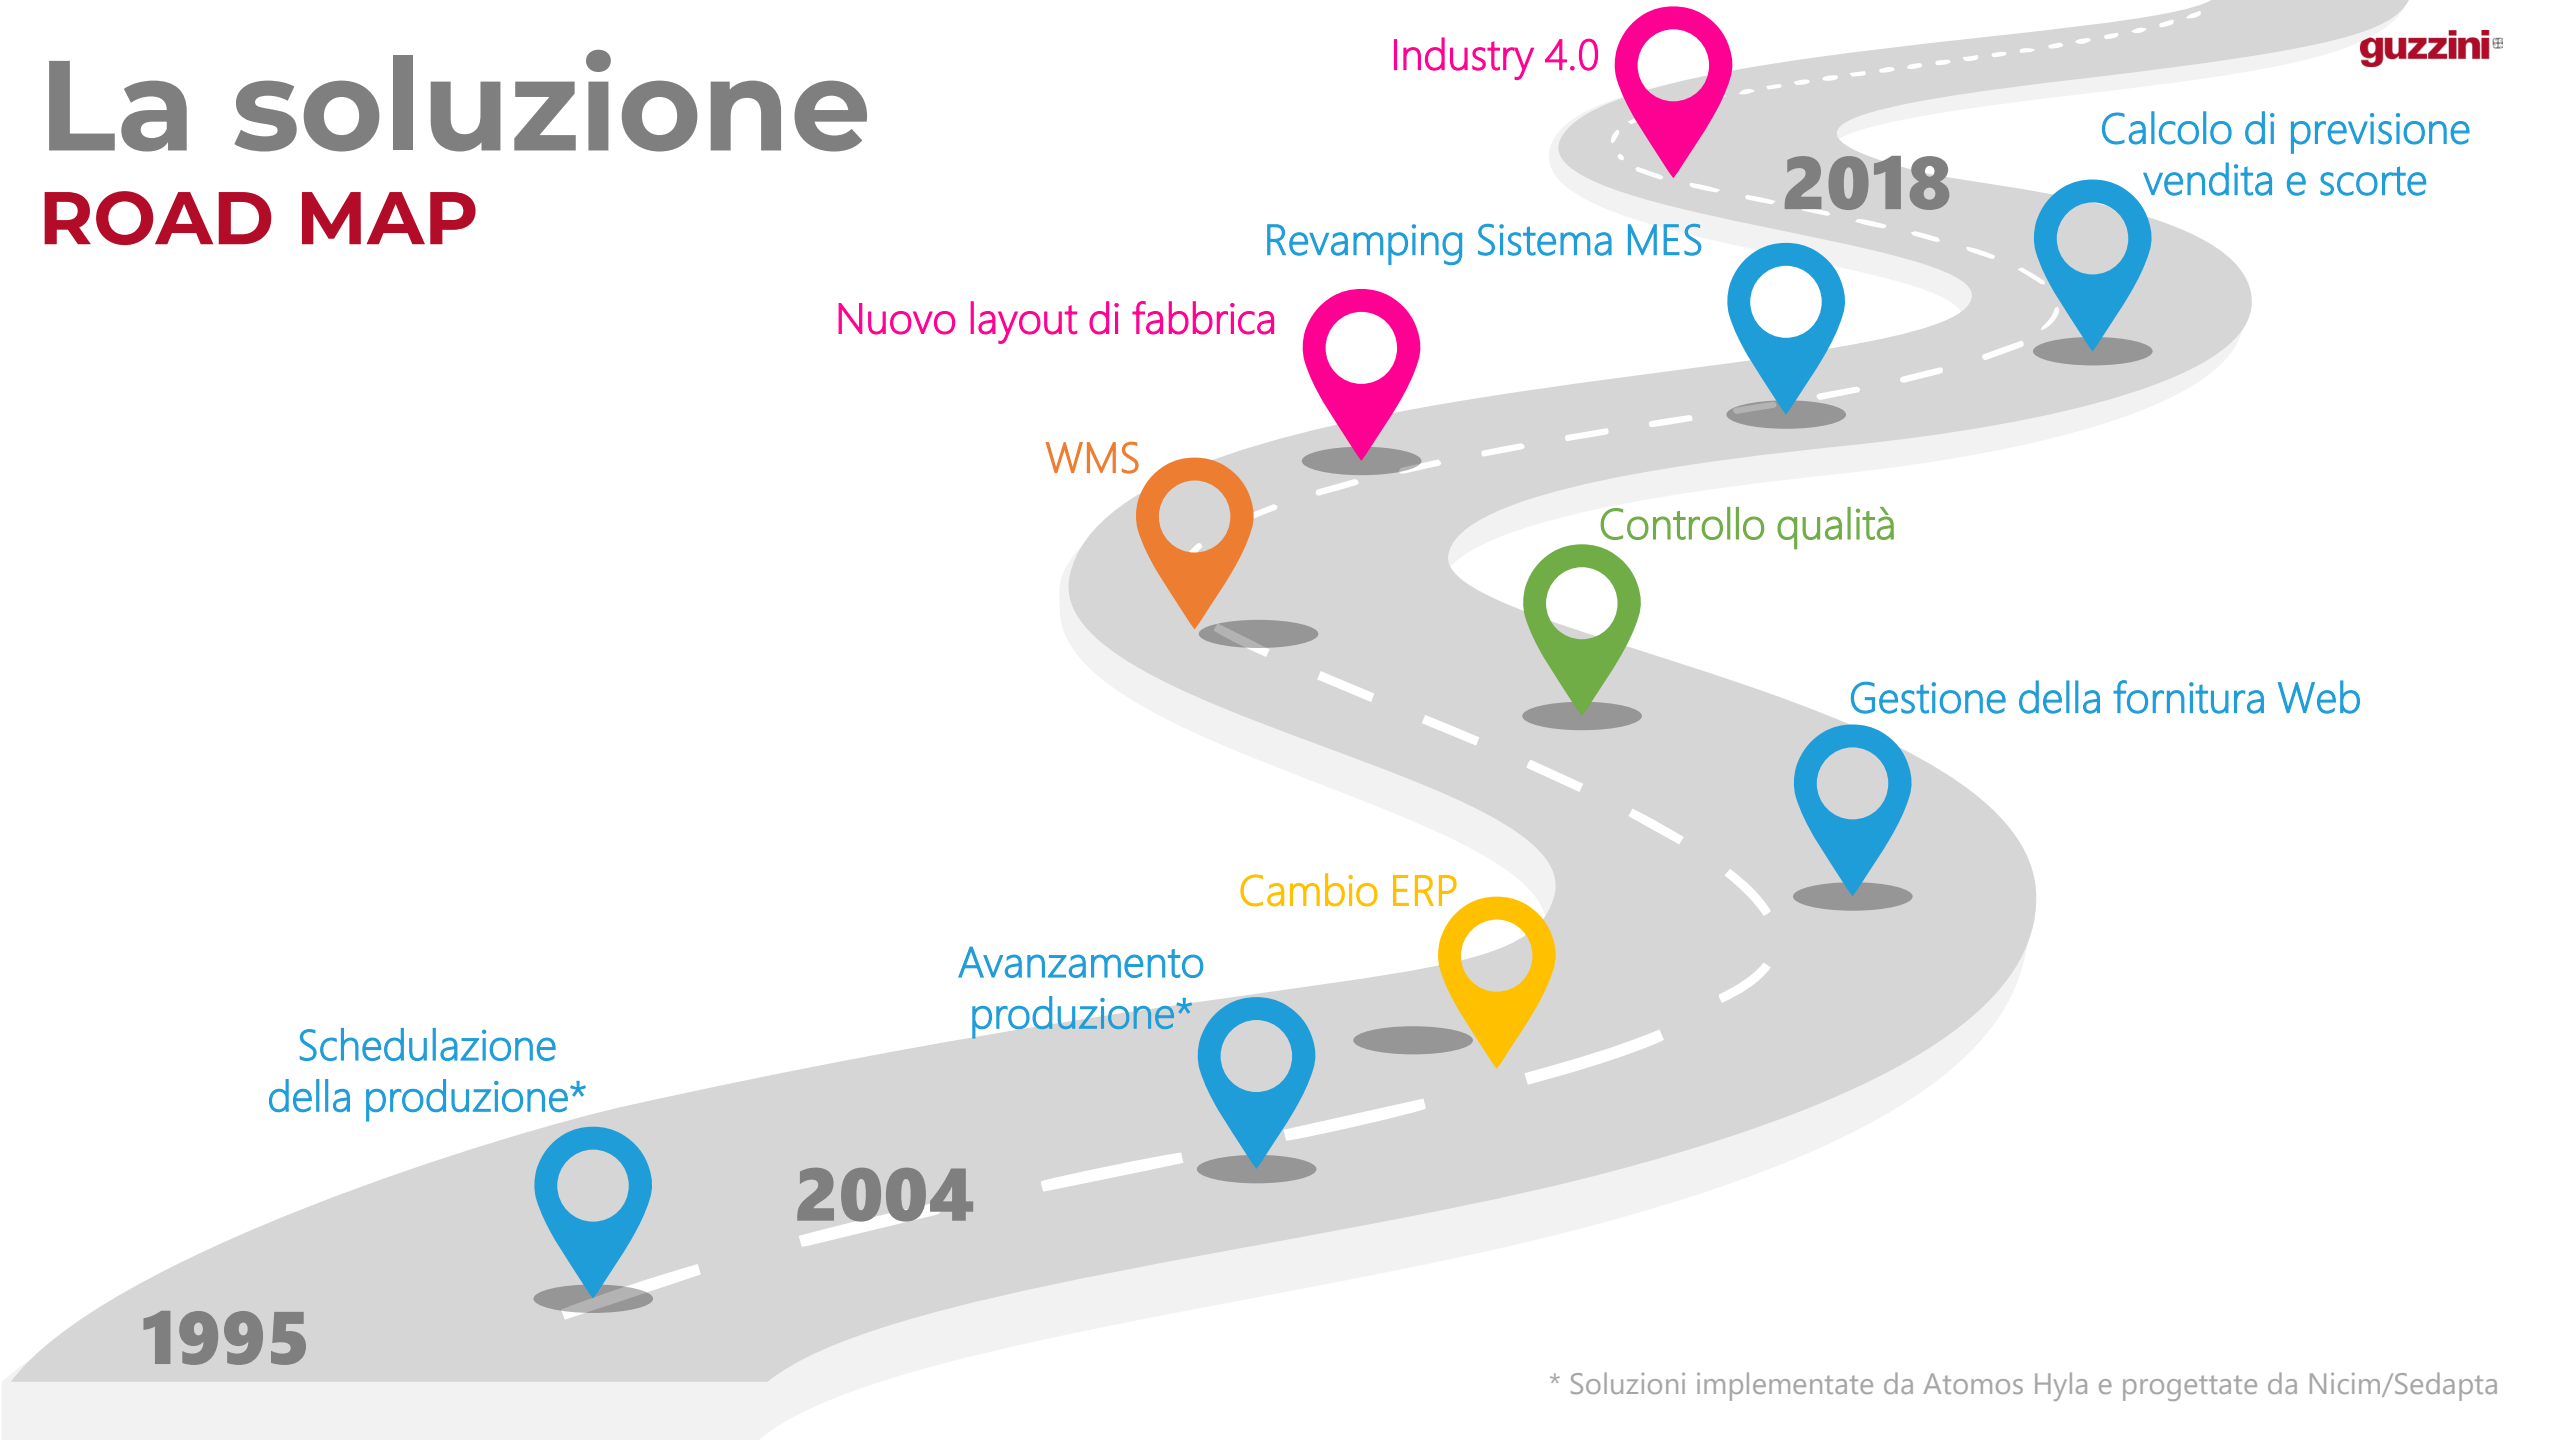 La soluzione
ROAD MAP
guzzini
Industry 4.0
Calcolo di previsione
vendita e scorte
2018
Revamping Sistema MES
Nuovo layout di fabbrica
WMS
Controllo qualità
Gestione della fornitura Web
Cambio ERP
Avanzamento
produzione*
Schedulazione
della produzione*
2004
1995
* Soluzioni implementate da Atomos Hyla e progettate da Nicim/Sedapta